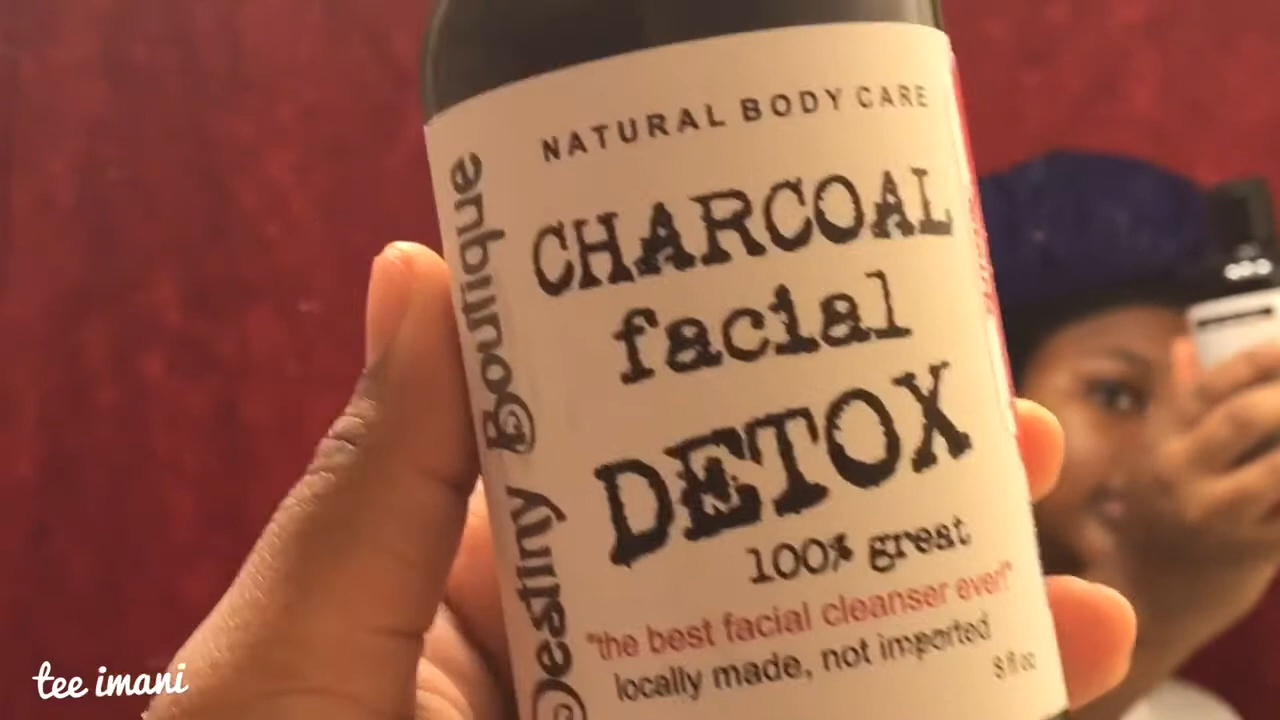 NATURAL BODY CARE
CHARCOAL
facial
DETOX
100% great
"the best facial cleanser ever!"
locally made, not imported
8 fl oz
Destiny Boutique
tee imani